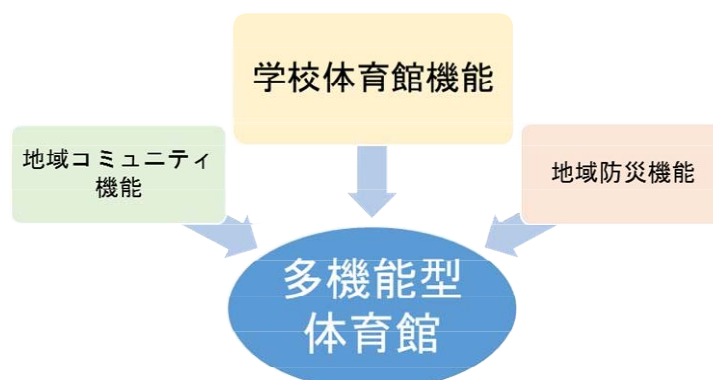 学校体育館機能
地域コミュニティ
機能
地域防災機能
多機能型
体育館